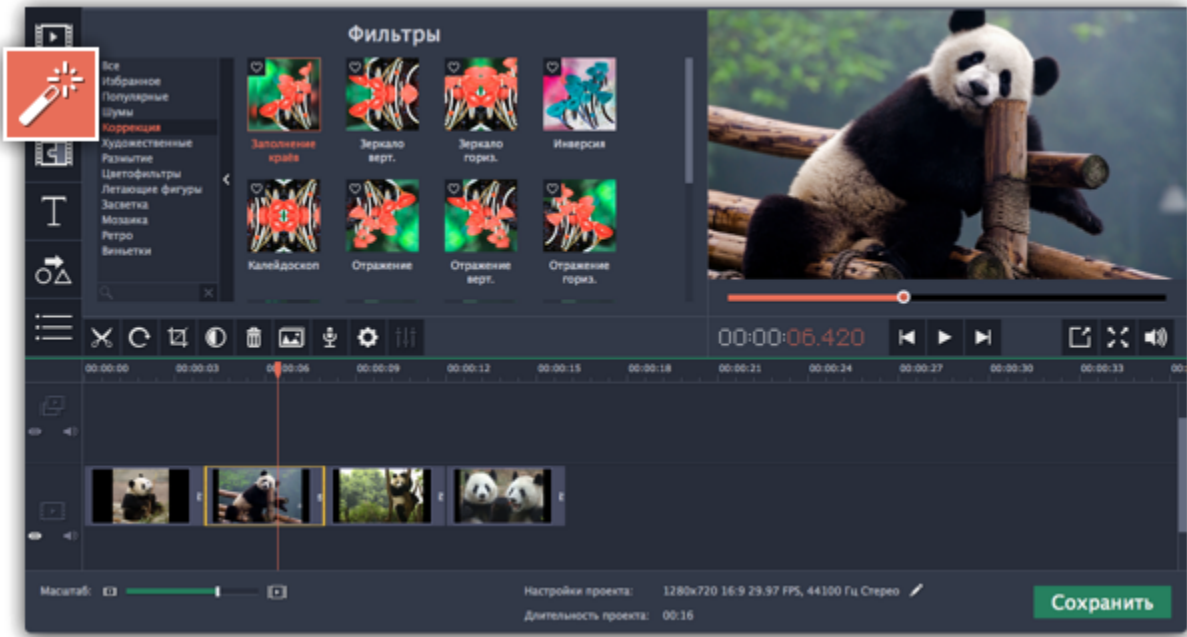 Фильтры
Все
Избранное
Популярные
Шумы
Коррекция
Художественные
Размытие
Цветофильтры
Летающие фигуры
Засветка
Мозаика
Ретро
Виньетки
Заполнение
краёв
Зеркало
верт.
Зеркало
гориз.
Инверсия
Калейдоскоп
Отражение
Отражение
верт.
Отражение
гориз.
T
00:00:06.420
00:00:00 00:00:03 00:00:06 00:00:09 00:00:12 00:00:15 00:00:18 00:00:21 00:00:24 00:00:27 00:00:30 00:00:33
Масштаб:
Настройки проекта: 1280x720 16:9 29.97 FPS, 44100 Гц Стерео
Длительность проекта: 00:16
Сохранить